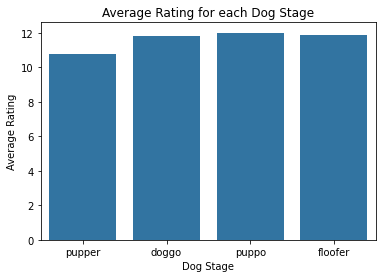 Average Rating for each Dog Stage
Average Rating
12
10
8
6
4
2
0
pupper doggo puppo floofer
Dog Stage